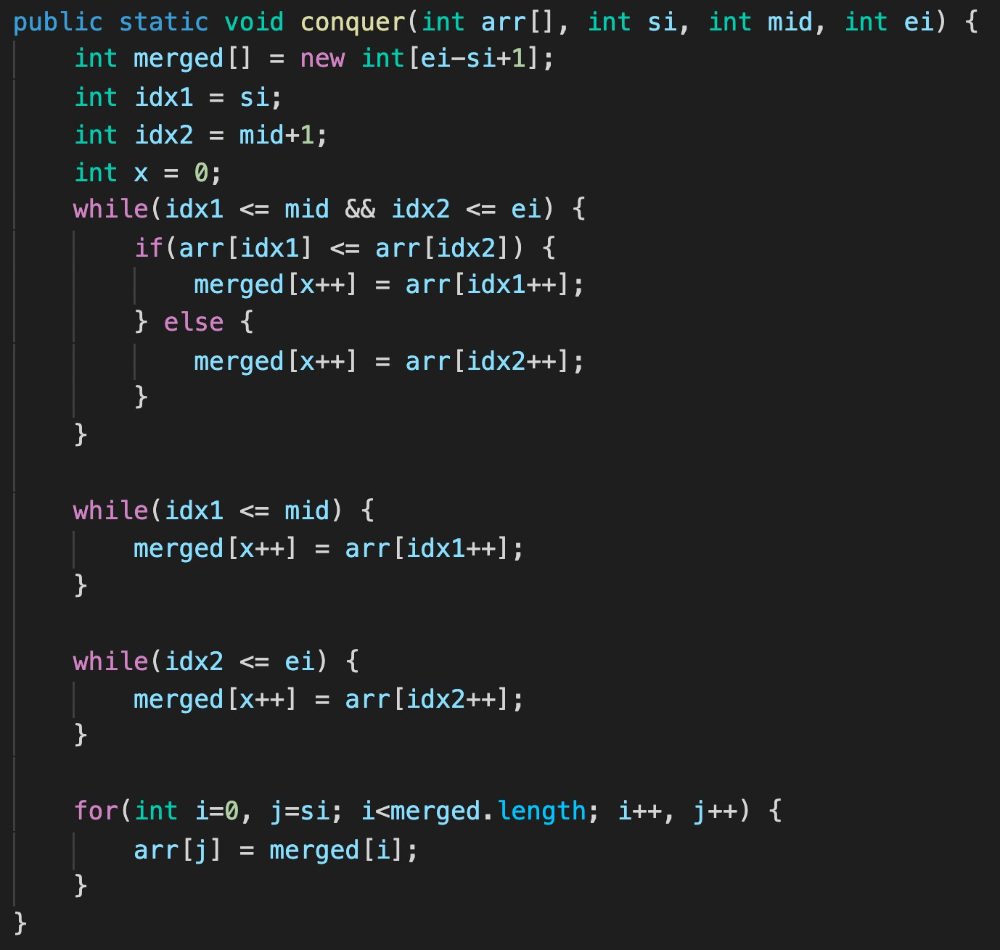 public static void conquer(int arr[], int si, int mid, int ei) {
    int merged[] = new int[ei-si+1];
    int idx1 = si;
    int idx2 = mid+1;
    int x = 0;
    while(idx1 <= mid && idx2 <= ei) {
        if(arr[idx1] <= arr[idx2]) {
            merged[x++] = arr[idx1++];
        } else {
            merged[x++] = arr[idx2++];
        }
    }

    while(idx1 <= mid) {
        merged[x++] = arr[idx1++];
    }

    while(idx2 <= ei) {
        merged[x++] = arr[idx2++];
    }

    for(int i=0, j=si; i<merged.length; i++, j++) {
        arr[j] = merged[i];
    }
}